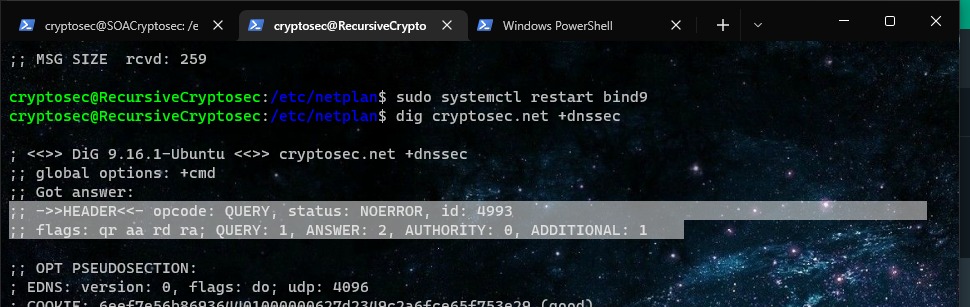 cryptosec@SOACryptosec: /e
cryptosec@RecursiveCrypto
Windows PowerShell
;; MSG SIZE  rcvd: 259
cryptosec@RecursiveCryptosec:/etc/netplan$ sudo systemctl restart bind9
cryptosec@RecursiveCryptosec:/etc/netplan$ dig cryptosec.net +dnssec
; <<>> DiG 9.16.1-Ubuntu <<>> cryptosec.net +dnssec
;; global options: +cmd
;; Got answer:
;; ->>HEADER<<- opcode: QUERY, status: NOERROR, id: 4993
;; flags: qr aa rd ra; QUERY: 1, ANSWER: 2, AUTHORITY: 0, ADDITIONAL: 1
;; OPT PSEUDOSECTION:
; EDNS: version: 0, flags: do; udp: 4096
; COOKIE: (good)